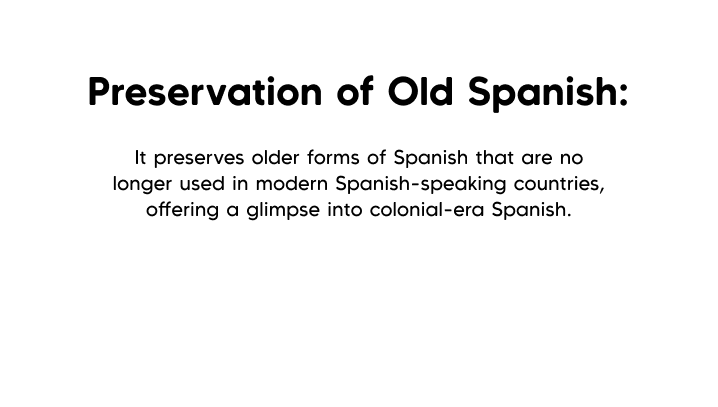 Preservation of Old Spanish:
It preserves older forms of Spanish that are no
longer used in modern Spanish-speaking countries,
offering a glimpse into colonial-era Spanish.